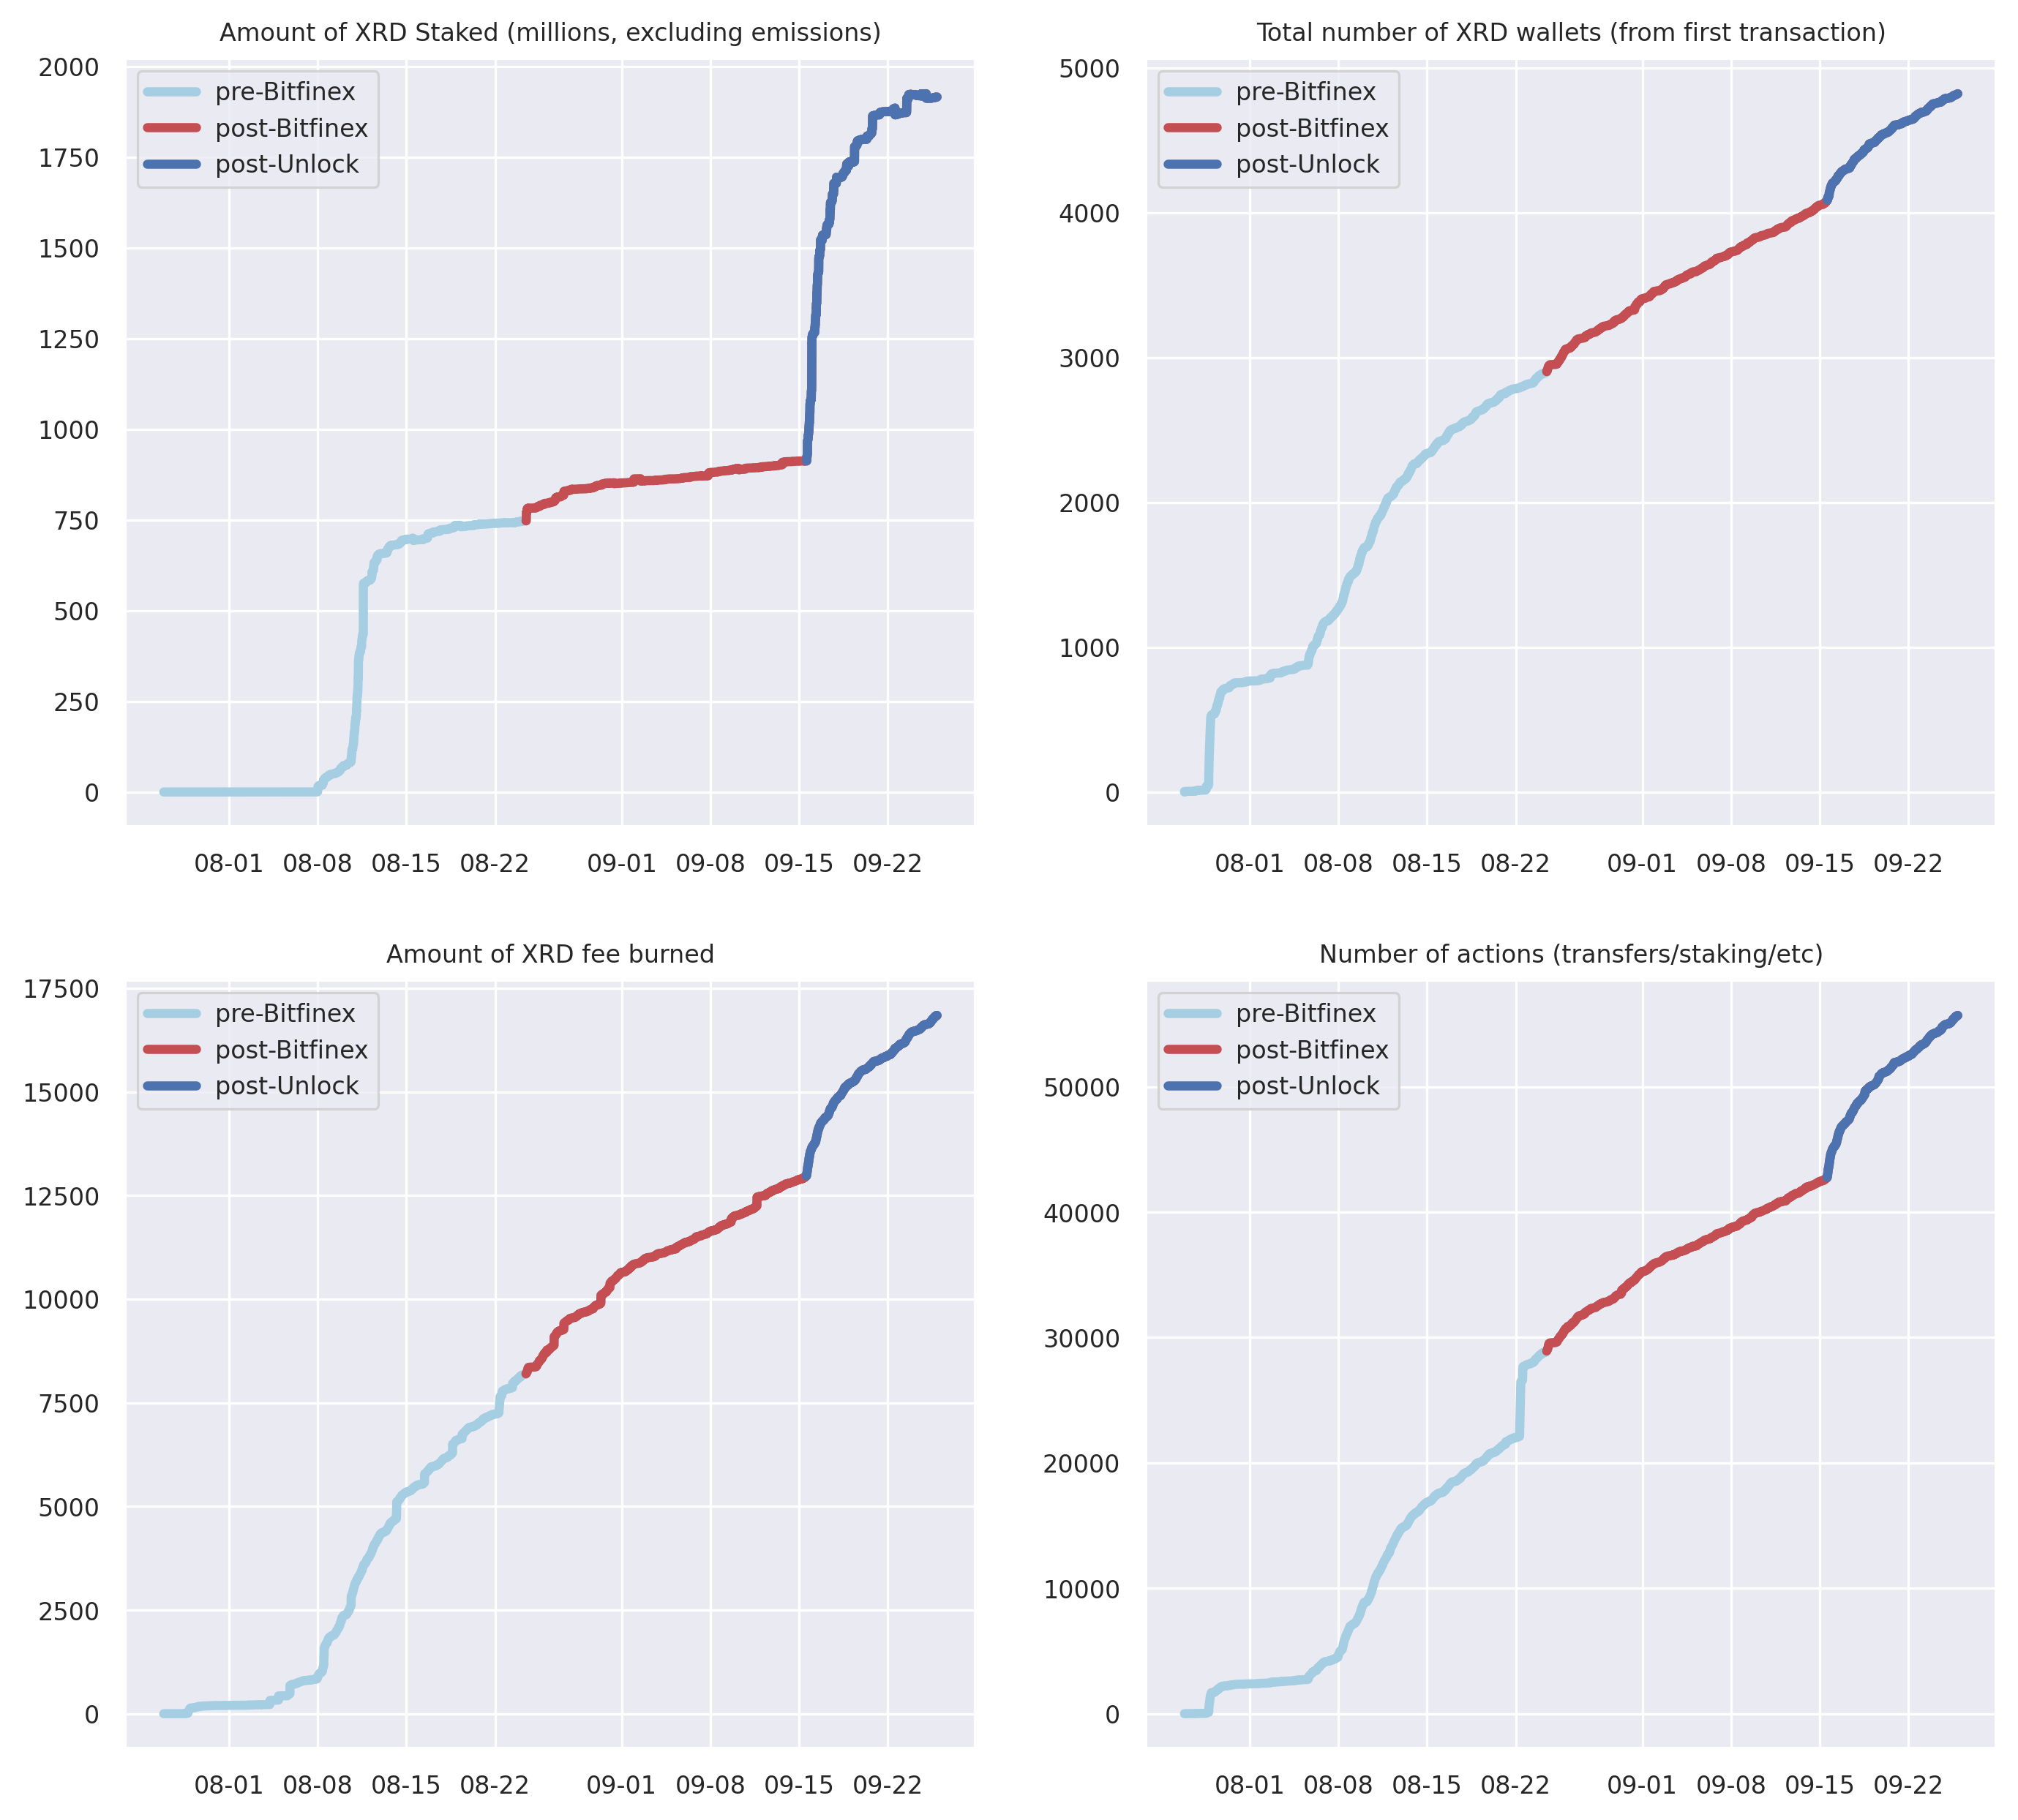 Amount of XRD Staked (millions, excluding emissions)
2000
1750
1500
1250
1000
750
500
250
0
pre-Bitfinex
post-Bitfinex
post-Unlock
08-01 08-08 08-15 08-22 09-01 09-08 09-15 09-22
Total number of XRD wallets (from first transaction)
5000
4000
3000
2000
1000
0
pre-Bitfinex
post-Bitfinex
post-Unlock
08-01 08-08 08-15 08-22 09-01 09-08 09-15 09-22
Amount of XRD fee burned
17500
15000
12500
10000
7500
5000
2500
0
pre-Bitfinex
post-Bitfinex
post-Unlock
08-01 08-08 08-15 08-22 09-01 09-08 09-15 09-22
Number of actions (transfers/staking/etc)
50000
40000
30000
20000
10000
0
pre-Bitfinex
post-Bitfinex
post-Unlock
08-01 08-08 08-15 08-22 09-01 09-08 09-15 09-22